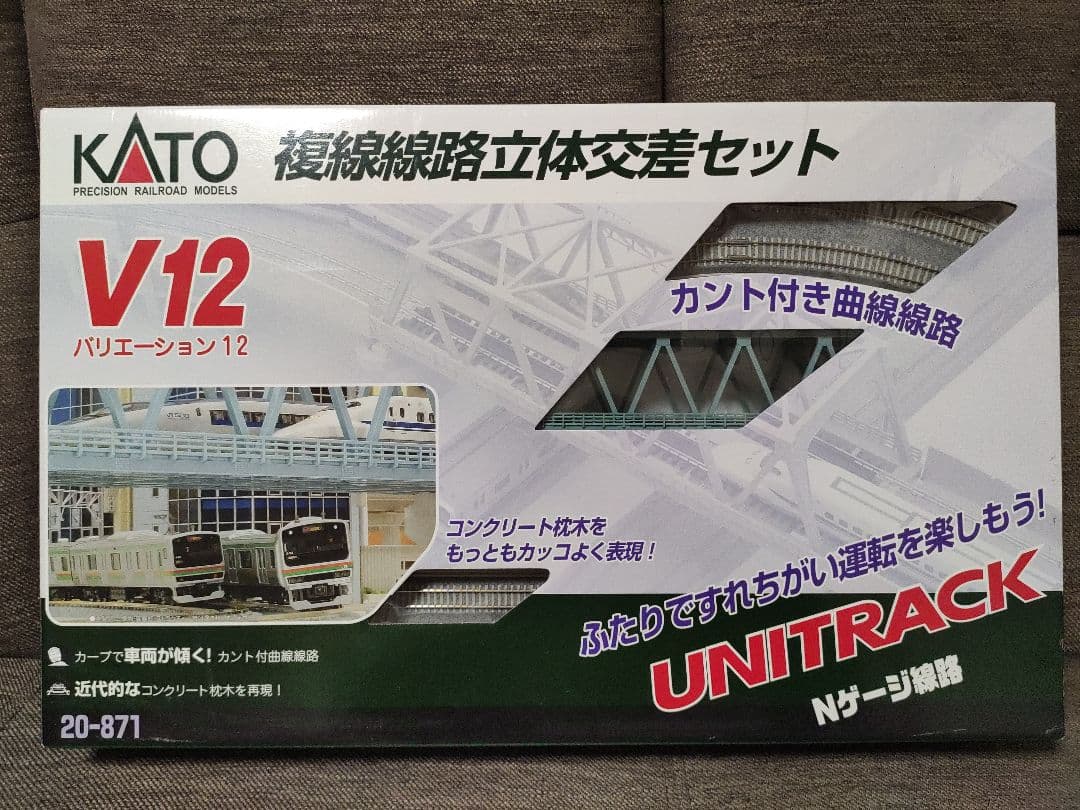 KATO
PRECISION RAILROAD MODELS
複線線路立体交差セット
V12
バリエーション12
カント付き曲線線路
コンクリート枕木を
もっともカッコよく表現！
ふたりですれちがい運転を楽しもう！
UNITRACK
Nゲージ線路
カーブで車両が傾く！カント付曲線線路
近代的なコンクリート枕木を再現！
20-871